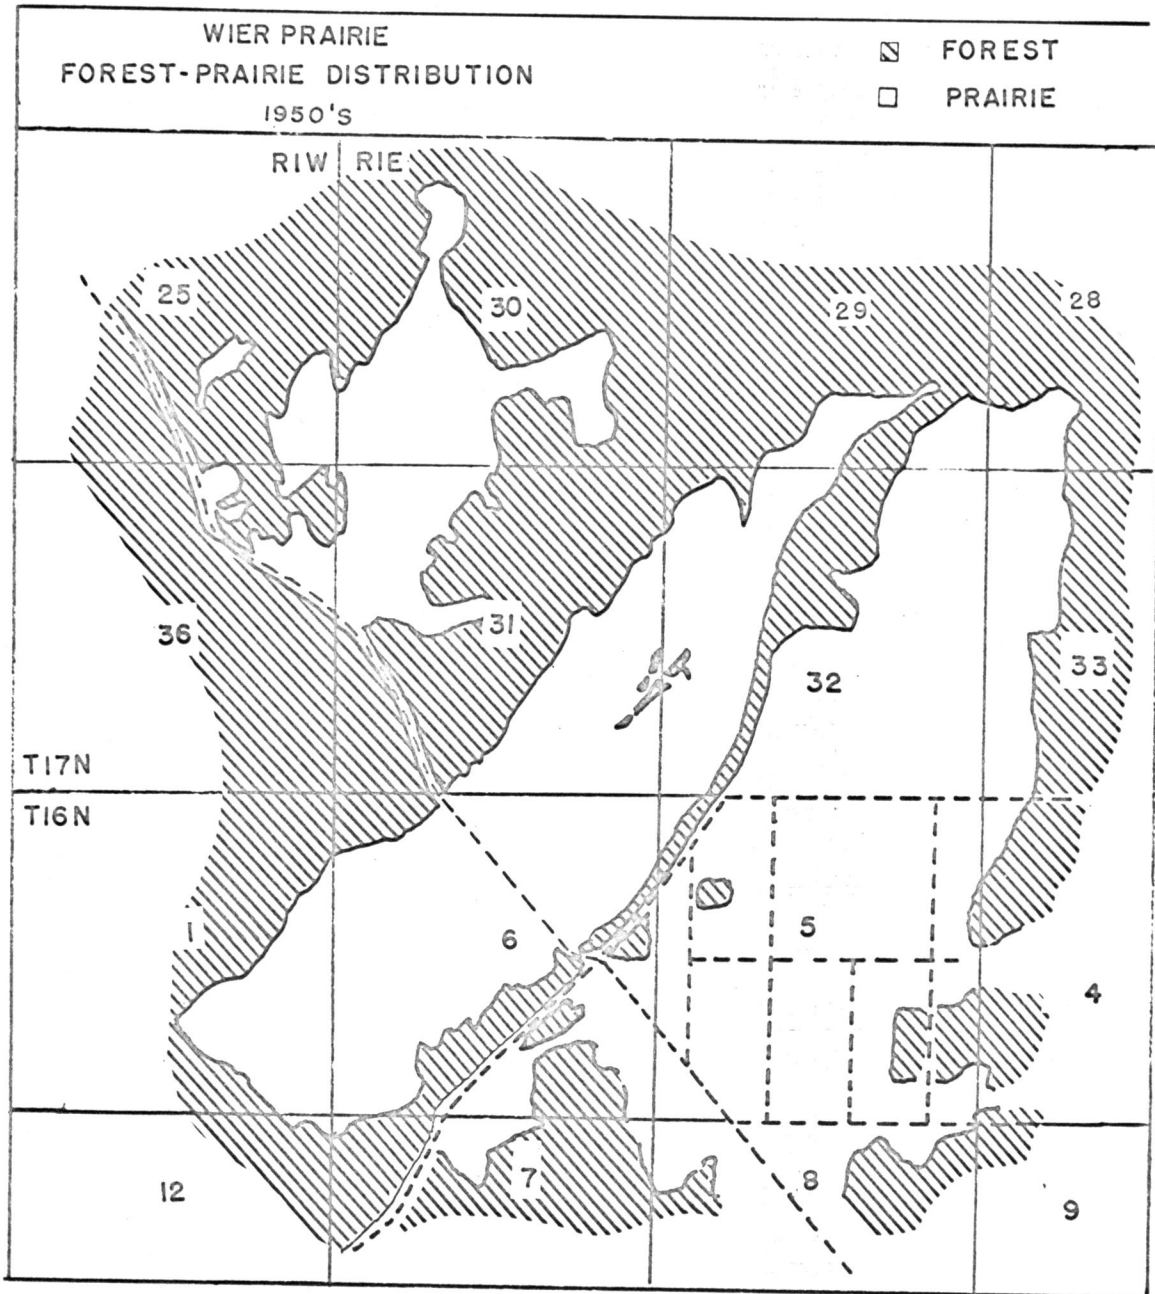 WIER PRAIRIE
FOREST-PRAIRIE DISTRIBUTION
1950'S
FOREST
PRAIRIE
R1W R1E
25
30
29
28
36
31
32
33
T17N
T16N
1
6
5
4
12
7
8
9